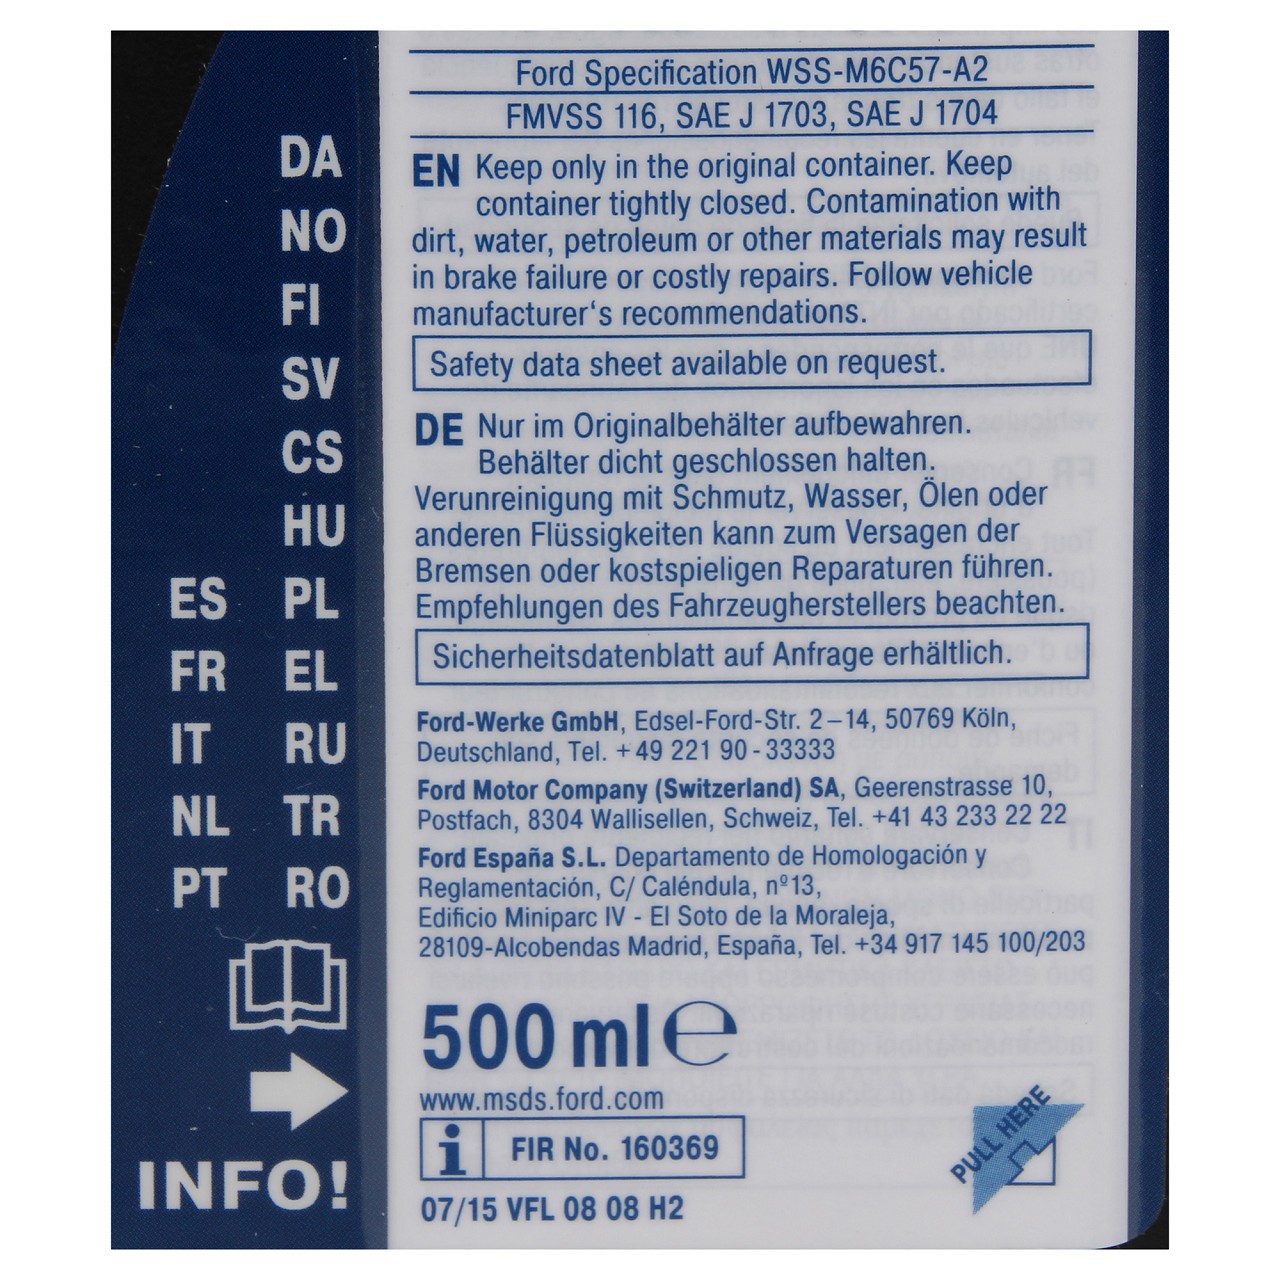 Ford Specification WSS-M6C57-A2
FMVSS 116, SAE J 1703, SAE J 1704
EN Keep only in the original container. Keep
container tightly closed. Contamination with
dirt, water, petroleum or other materials may result
in brake failure or costly repairs. Follow vehicle
manufacturer‘s recommendations.
Safety data sheet available on request.
DE Nur im Originalbehälter aufbewahren.
Behälter dicht geschlossen halten.
Verunreinigung mit Schmutz, Wasser, Ölen oder
anderen Flüssigkeiten kann zum Versagen der
Bremsen oder kostspieligen Reparaturen führen.
Empfehlungen des Fahrzeugherstellers beachten.
Sicherheitsdatenblatt auf Anfrage erhältlich.
Ford-Werke GmbH, Edsel-Ford-Str. 2–14, 50769 Köln,
Deutschland, Tel. +49 221 90-33333
Ford Motor Company (Switzerland) SA, Geerenstrasse 10,
Postfach, 8304 Wallisellen, Schweiz, Tel. +41 43 233 22 22
Ford España S.L. Departamento de Homologación y
Reglamentación, C/ Caléndula, nº13,
Edificio Miniparc IV - El Soto de la Moraleja,
28109-Alcobendas Madrid, España, Tel. +34 917 145 100/203
500 ml ℮
www.msds.ford.com
i FIR No. 160369
07/15 VFL 08 08 H2
PULL HERE
DA
NO
FI
SV
CS
HU
ES PL
FR EL
IT RU
NL TR
PT RO
INFO!